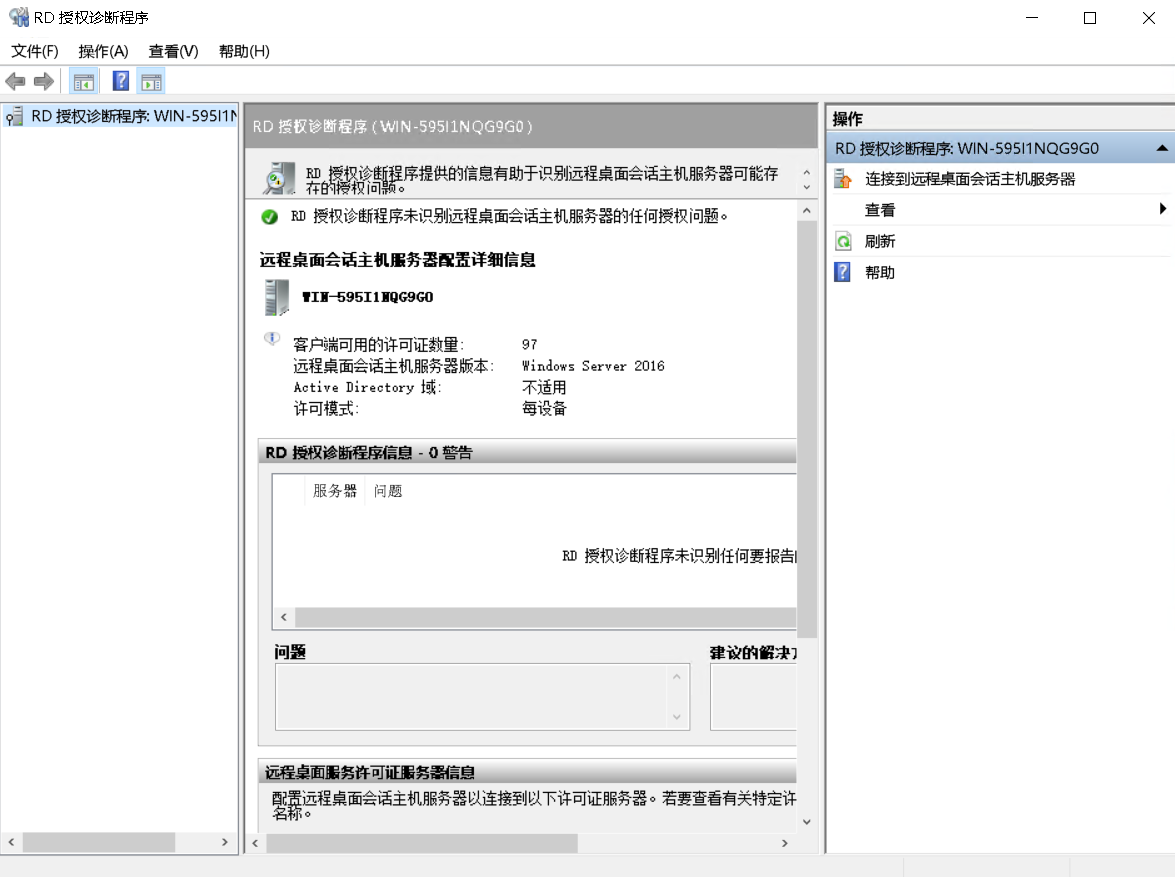 RD 授权诊断程序
文件(F) 操作(A) 查看(V) 帮助(H)
RD 授权诊断程序: WIN-595I1N
RD 授权诊断程序 ( WIN-595I1NQG9G0 )
RD 授权诊断程序提供的信息有助于识别远程桌面会话主机服务器可能存
在的授权问题。
RD 授权诊断程序未识别远程桌面会话主机服务器的任何授权问题。
远程桌面会话主机服务器配置详细信息
WIN-595I1NQG9G0
客户端可用的许可证数量: 97
远程桌面会话主机服务器版本: Windows Server 2016
Active Directory 域: 不适用
许可模式: 每设备
RD 授权诊断程序信息 - 0 警告
服务器 问题
RD 授权诊断程序未识别任何要报告
问题
建议的解决
远程桌面服务许可证服务器信息
配置远程桌面会话主机服务器以连接到以下许可证服务器。若要查看有关特定许
名称。
操作
RD 授权诊断程序: WIN-595I1NQG9G0
连接到远程桌面会话主机服务器
查看
刷新
帮助